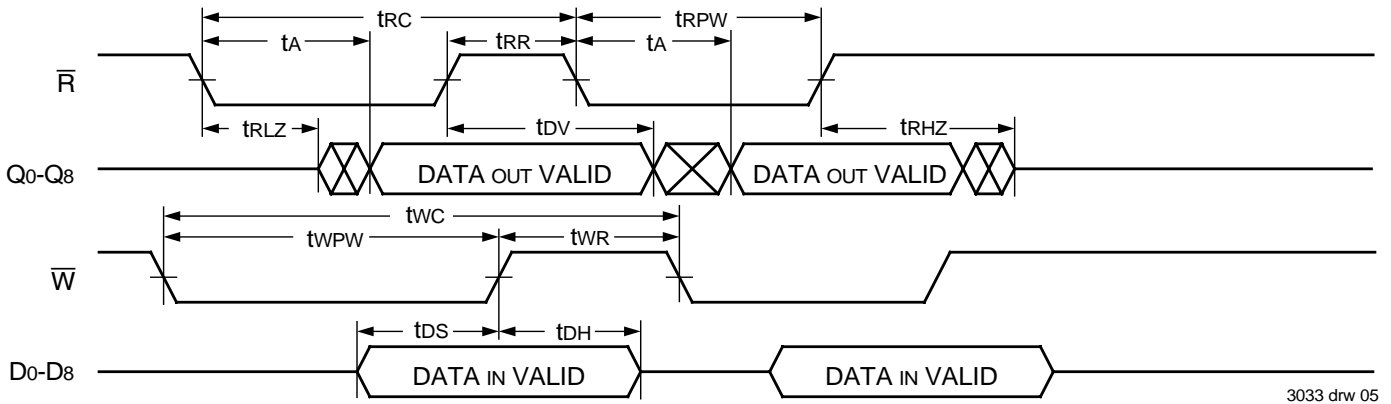 tRC tRPW
tA tRR tA
R̅
tRLZ tDV tRHZ
Q0-Q8 DATA OUT VALID DATA OUT VALID
tWC
tWPW tWR
W̅
tDS tDH
D0-D8 DATA IN VALID DATA IN VALID
3033 drw 05